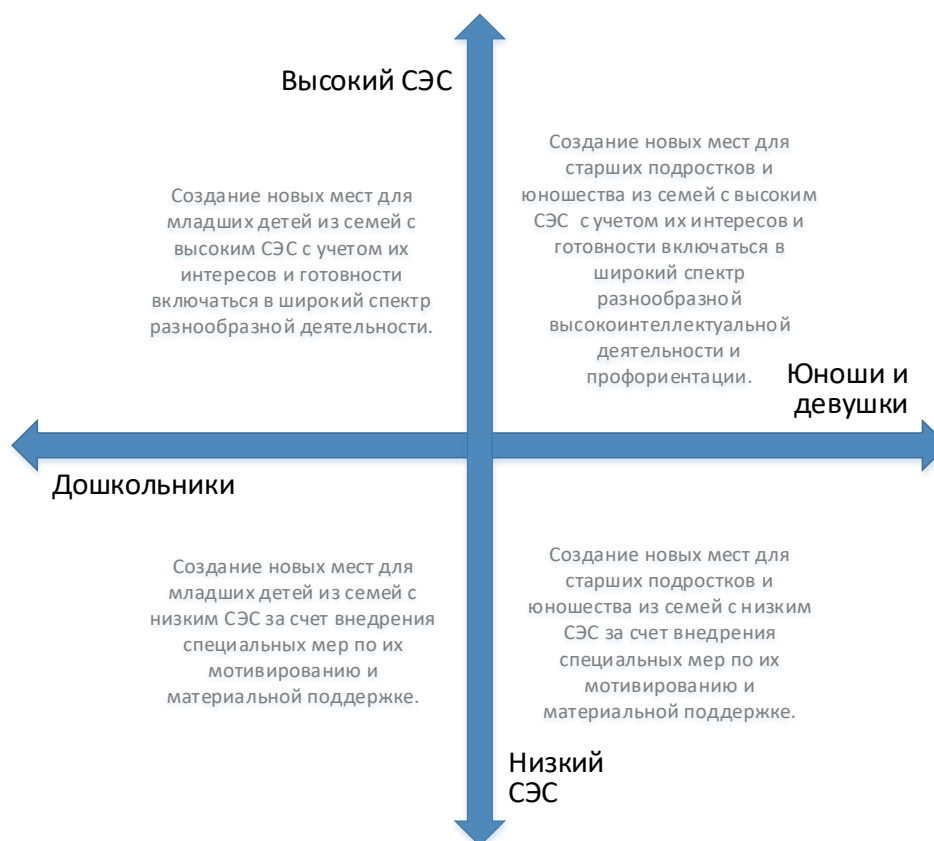 Высокий СЭС
Создание новых мест для
младших детей из семей с
высоким СЭС с учетом их
интересов и готовности
включаться в широкий спектр
разнообразной деятельности.
Создание новых мест для
старших подростков и
юношества из семей с высоким
СЭС с учетом их интересов и
готовности включаться в
широкий спектр
разнообразной
высокоинтеллектуальной
деятельности и
профориентации.
Юноши и
девушки
Дошкольники
Создание новых мест для
младших детей из семей с
низким СЭС за счет внедрения
специальных мер по их
мотивированию и
материальной поддержке.
Создание новых мест для
старших подростков и
юношества из семей с низким
СЭС за счет внедрения
специальных мер по их
мотивированию и
материальной поддержке.
Низкий
СЭС